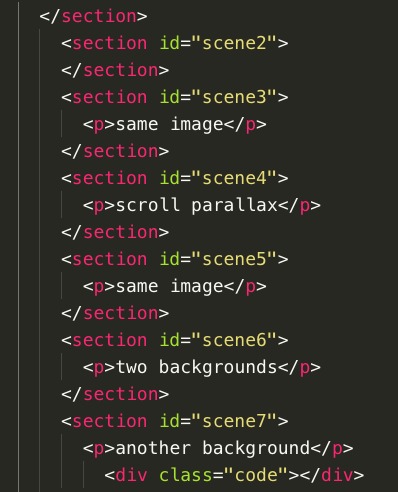 </section>
<section id="scene2">
</section>
<section id="scene3">
<p>same image</p>
</section>
<section id="scene4">
<p>scroll parallax</p>
</section>
<section id="scene5">
<p>same image</p>
</section>
<section id="scene6">
<p>two backgrounds</p>
</section>
<section id="scene7">
<p>another background</p>
<div class="code"></div>